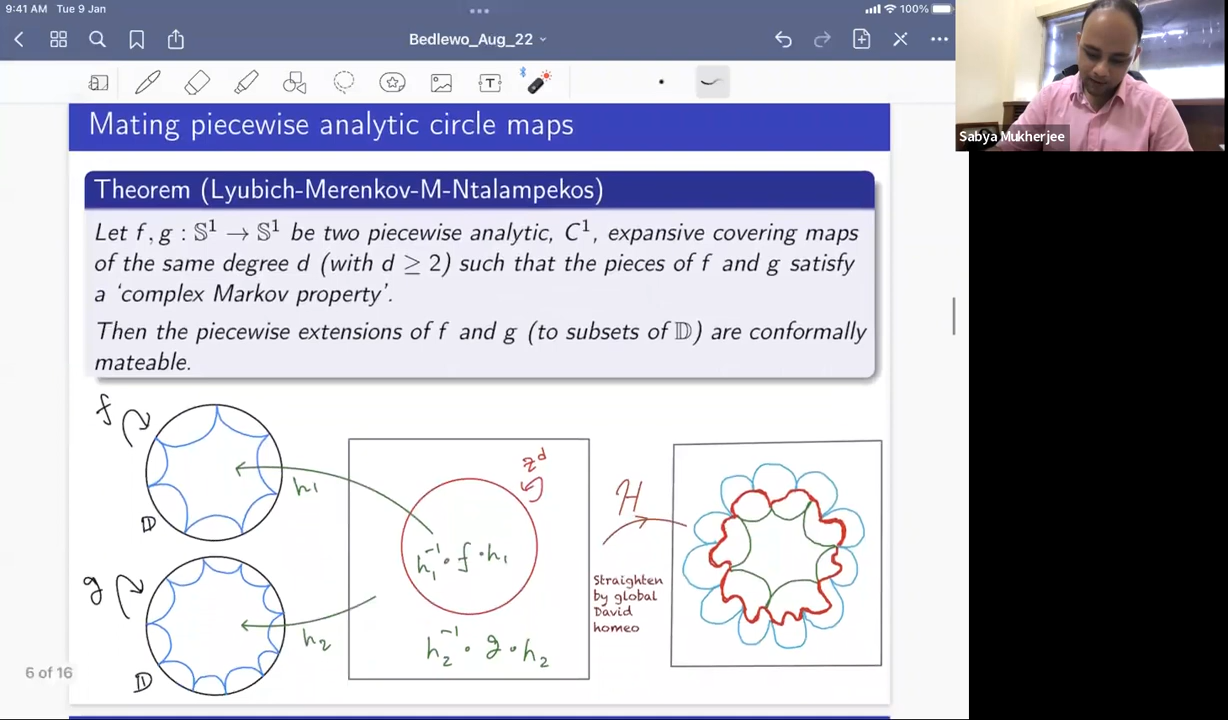 9:41 AM Tue 9 Jan
100%
Bedlewo_Aug_22
T
Sabya Mukherjee
Mating piecewise analytic circle maps
Theorem (Lyubich-Merenkov-M-Ntalampekos)
Let f, g : 𝕊¹ → 𝕊¹ be two piecewise analytic, C¹, expansive covering maps
of the same degree d (with d ≥ 2) such that the pieces of f and g satisfy
a ‘complex Markov property’.
Then the piecewise extensions of f and g (to subsets of 𝔻) are conformally
mateable.
f
𝔻
h₁
z^d
h₁⁻¹ ∘ f ∘ h₁
H
Straighten
by global
David
homeo
g
𝔻
h₂
h₂⁻¹ ∘ g ∘ h₂
6 of 16